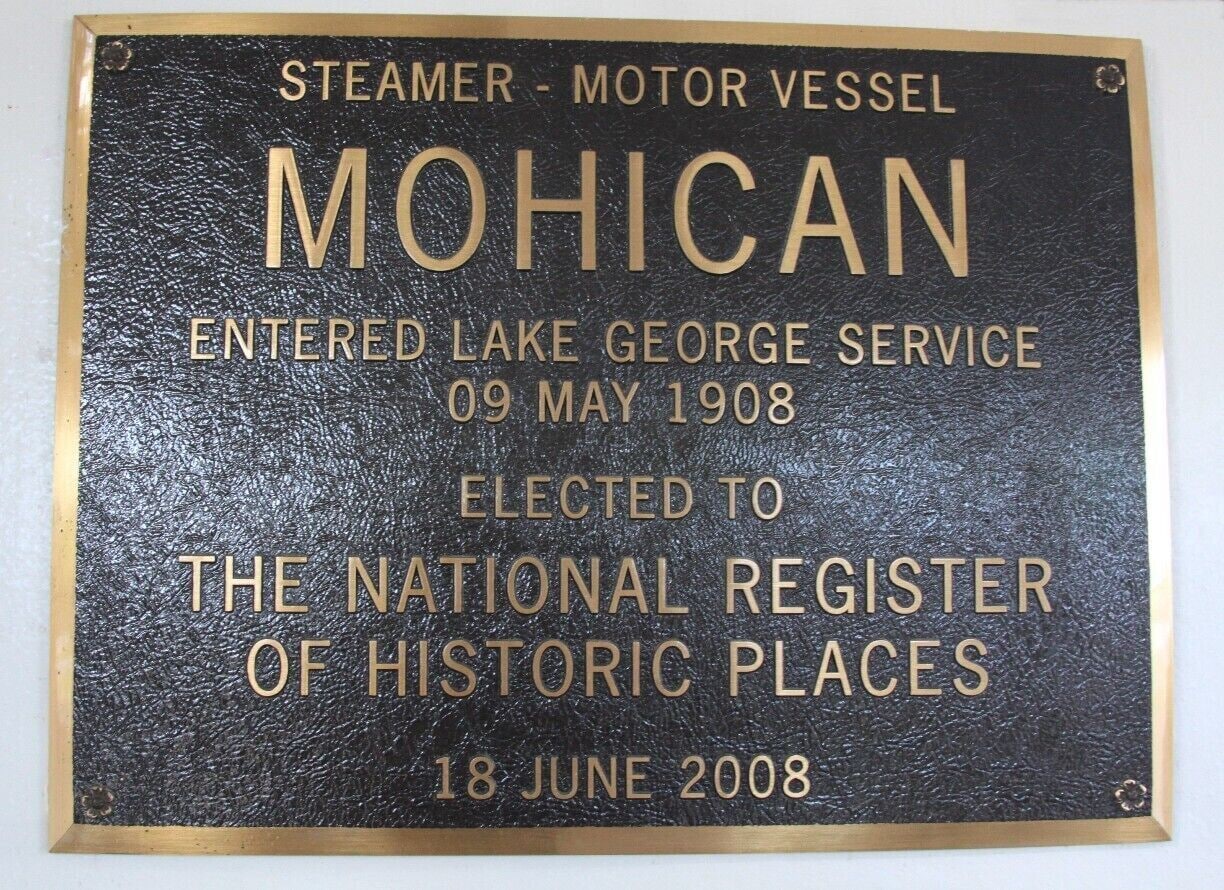 STEAMER - MOTOR VESSEL
MOHICAN
ENTERED LAKE GEORGE SERVICE
09 MAY 1908
ELECTED TO
THE NATIONAL REGISTER
OF HISTORIC PLACES
18 JUNE 2008